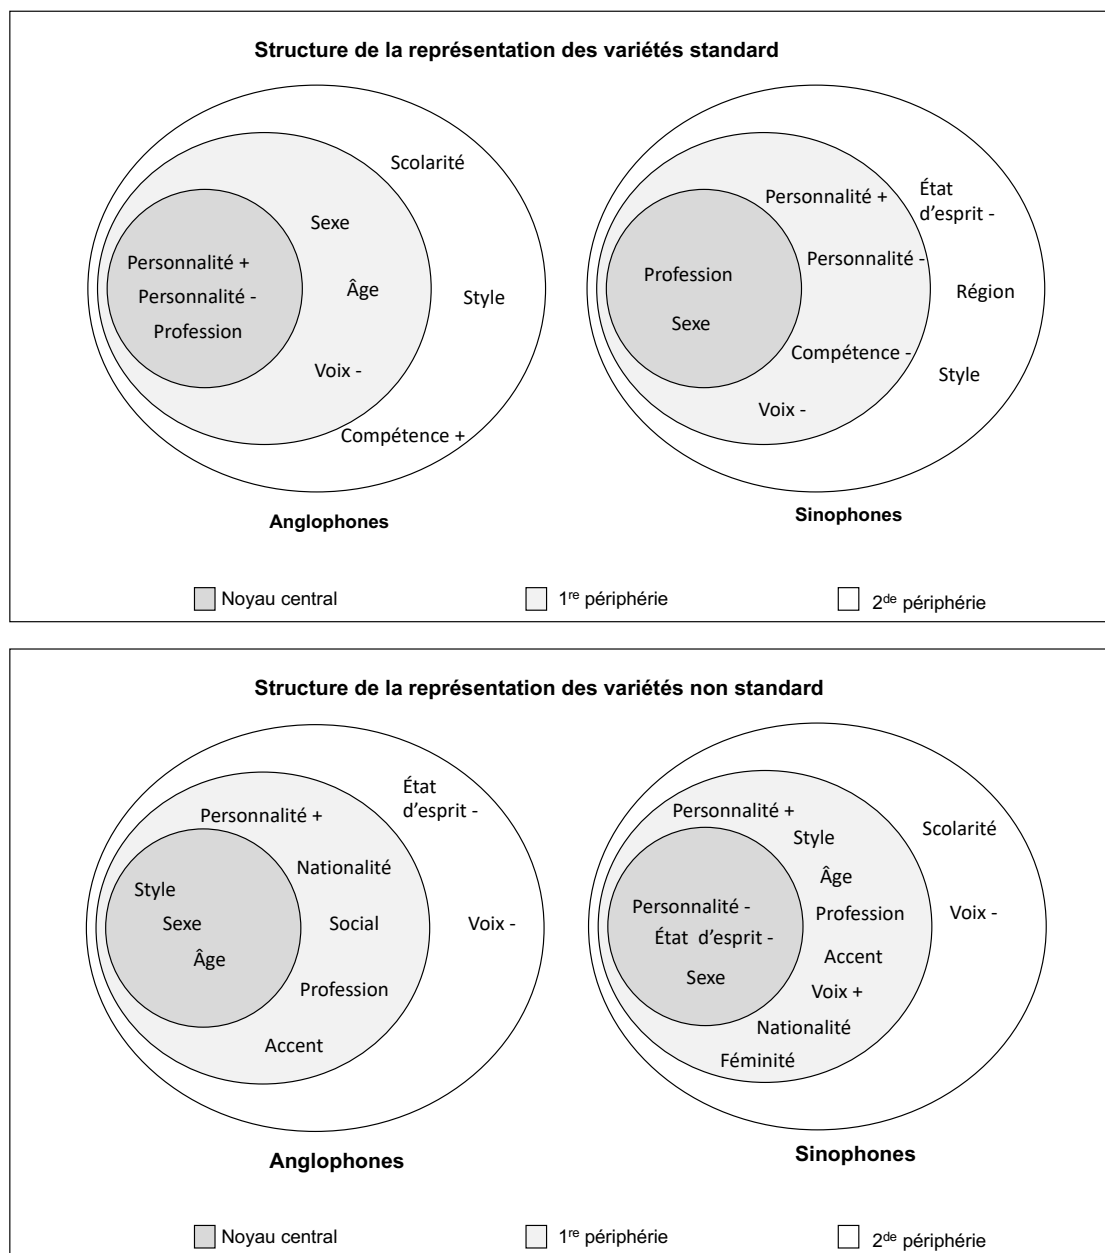 Structure de la représentation des variétés standard
Scolarité
Sexe
Personnalité +
Personnalité -
Profession
Âge
Style
Voix -
Compétence +
Anglophones
Personnalité +
État
d'esprit -
Personnalité -
Profession
Sexe
Région
Compétence -
Style
Voix -
Sinophones
Noyau central
1re périphérie
2de périphérie
Structure de la représentation des variétés non standard
État
d'esprit -
Personnalité +
Nationalité
Style
Sexe
Âge
Social
Voix -
Profession
Accent
Anglophones
Personnalité +
Style
Scolarité
Âge
Personnalité -
État d'esprit -
Sexe
Profession
Voix -
Accent
Voix +
Nationalité
Féminité
Sinophones
Noyau central
1re périphérie
2de périphérie